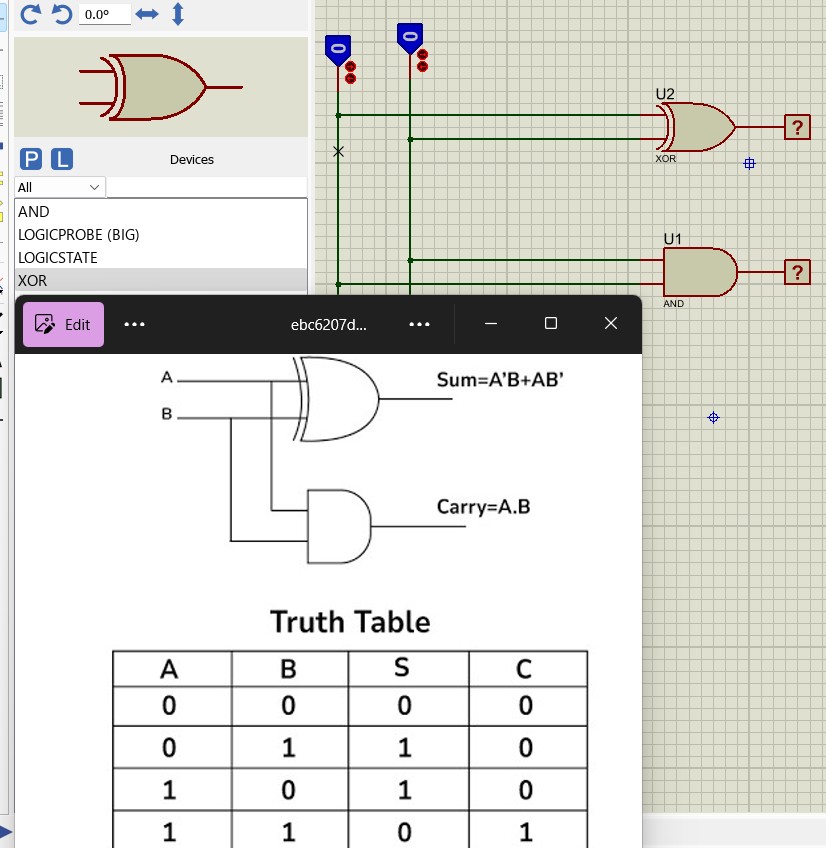 0.0°
P L Devices
All
AND
LOGICPROBE (BIG)
LOGICSTATE
XOR
0
0
U2
?
XOR
U1
?
AND
Edit
ebc6207d...
A
Sum=A'B+AB'
B
Carry=A.B
Truth Table
A B S C
0 0 0 0
0 1 1 0
1 0 1 0
1 1 0 1